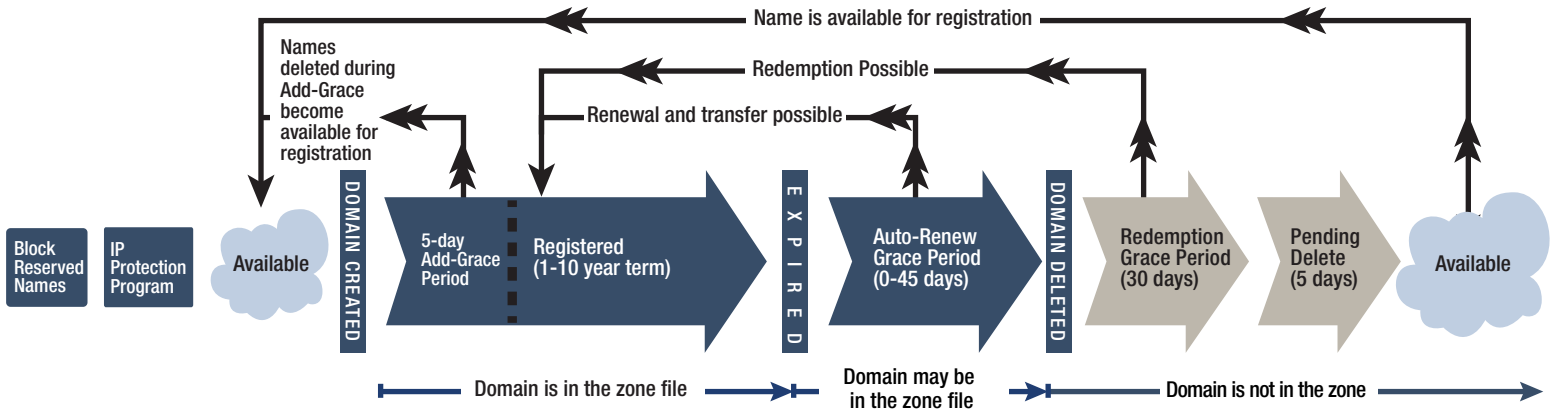 Name is available for registration
Names
deleted during
Add-Grace
become
available for
registration
Redemption Possible
Renewal and transfer possible
Block
Reserved
Names
IP
Protection
Program
Available
DOMAIN CREATED
5-day
Add-Grace
Period
Registered
(1-10 year term)
EXPIRED
Auto-Renew
Grace Period
(0-45 days)
DOMAIN DELETED
Redemption
Grace Period
(30 days)
Pending
Delete
(5 days)
Available
Domain is in the zone file
Domain may be
in the zone file
Domain is not in the zone